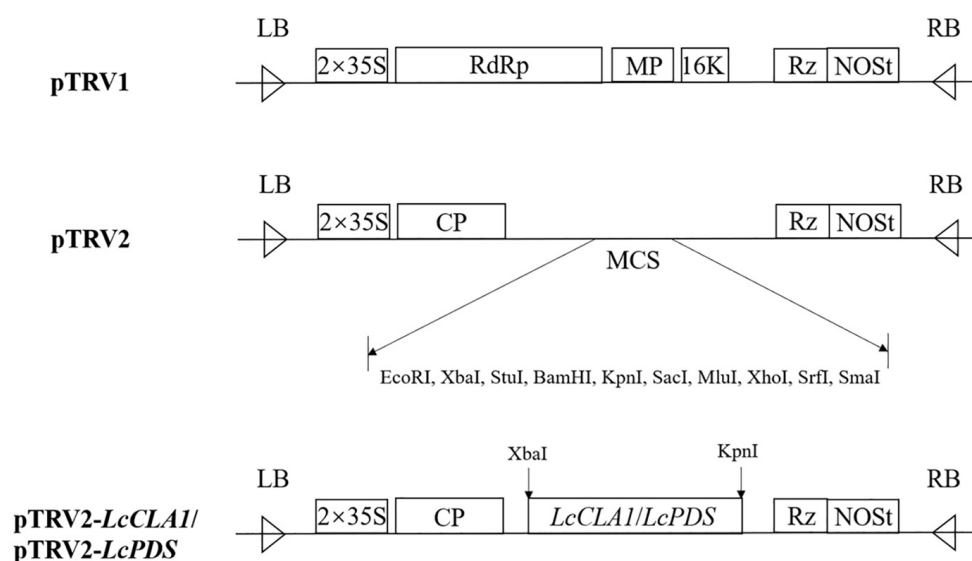 LB RB
pTRV1 2×35S RdRp MP 16K Rz NOSt
LB RB
pTRV2 2×35S CP Rz NOSt
MCS
EcoRI, XbaI, StuI, BamHI, KpnI, SacI, MluI, XhoI, SrfI, SmaI
XbaI KpnI
LB RB
pTRV2-LcCLA1/ 2×35S CP LcCLA1/LcPDS Rz NOSt
pTRV2-LcPDS